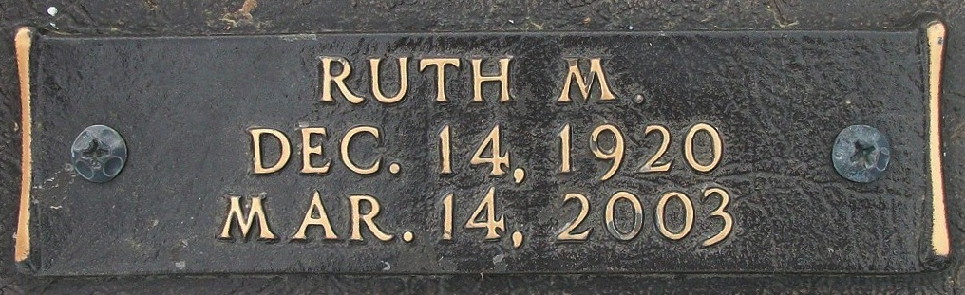 RUTH M.
DEC. 14, 1920
MAR. 14, 2003